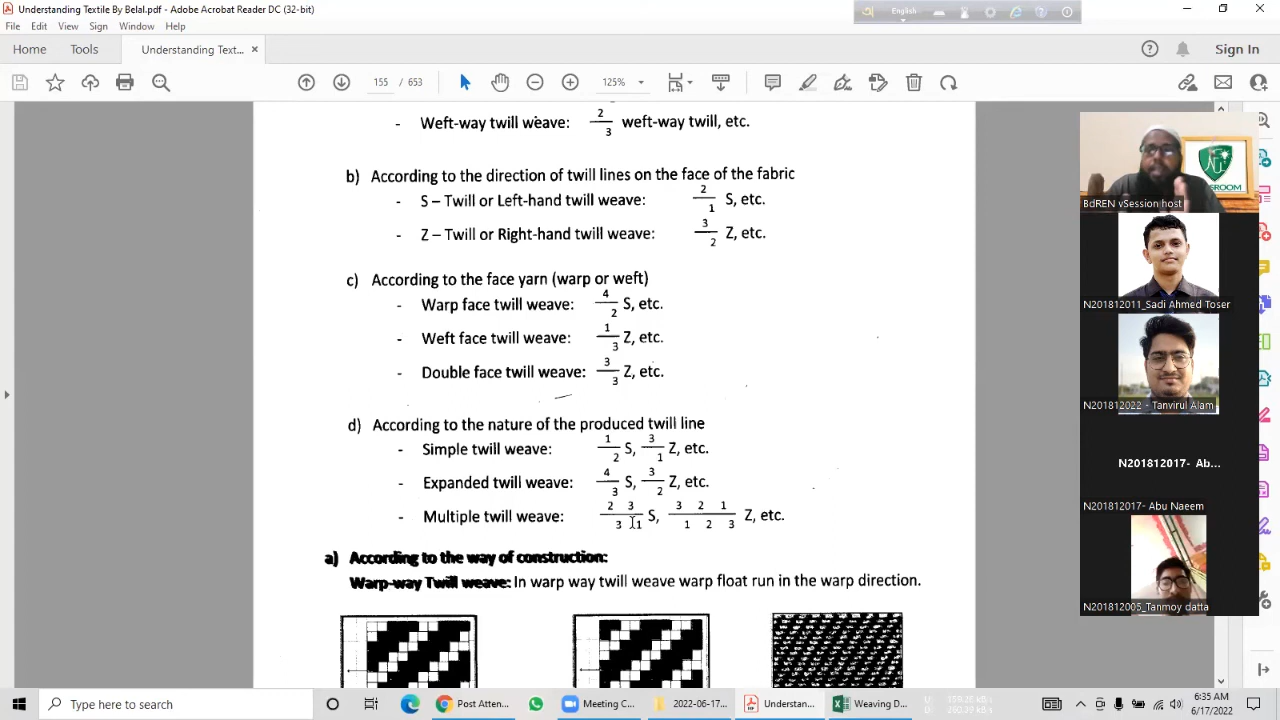 Understanding Textile By Belal.pdf - Adobe Acrobat Reader DC (32-bit)
English
File Edit View Sign Window Help
Home Tools Understanding Text... × Sign In
155 / 653 125%
- Weft-way twill weave: 2/3 weft-way twill, etc.
b) According to the direction of twill lines on the face of the fabric
- S – Twill or Left-hand twill weave: 2/1 S, etc.
- Z – Twill or Right-hand twill weave: 3/2 Z, etc.
c) According to the face yarn (warp or weft)
- Warp face twill weave: 4/2 S, etc.
- Weft face twill weave: 1/3 Z, etc.
- Double face twill weave: 3/3 Z, etc.
d) According to the nature of the produced twill line
- Simple twill weave: 1/2 S, 3/1 Z, etc.
- Expanded twill weave: 4/3 S, 3/2 Z, etc.
- Multiple twill weave: 2 3/3 1 S, 3 2 1/1 2 3 Z, etc.
a) According to the way of construction:
Warp-way Twill weave: In warp way twill weave warp float run in the warp direction.
ROOM
BdREN vSession host
N201812011_Sadi Ahmed Toser
N201812022 - Tanvirul Alam
N201812017- Ab...
N201812017- Abu Naeem
N201812005_Tanmoy datta
Type here to search
Post Atten...
Meeting C...
Understan...
Weaving D...
6:35 AM
6/17/2022